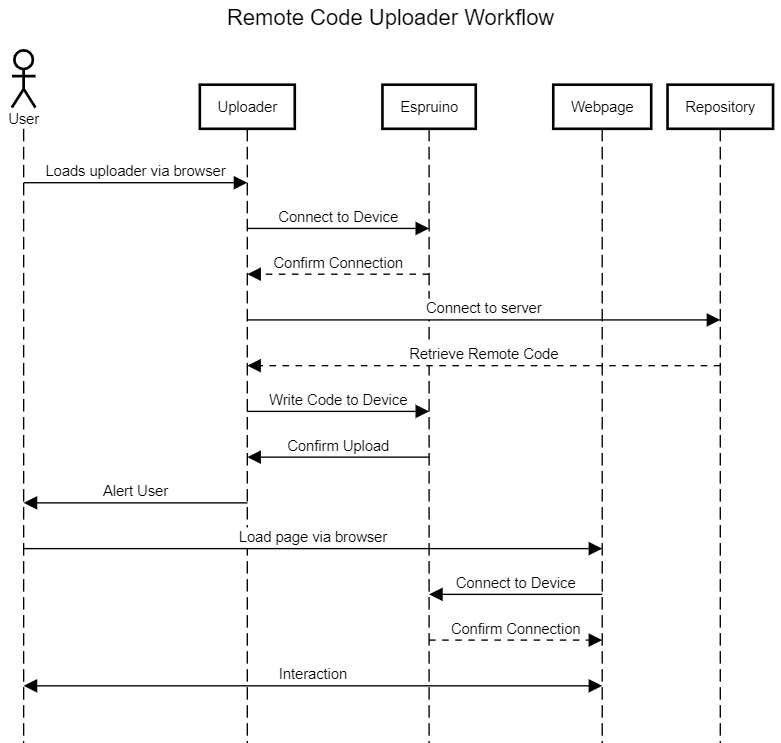 Remote Code Uploader Workflow
User
Uploader
Espruino
Webpage
Repository
Loads uploader via browser
Connect to Device
Confirm Connection
Connect to server
Retrieve Remote Code
Write Code to Device
Confirm Upload
Alert User
Load page via browser
Connect to Device
Confirm Connection
Interaction